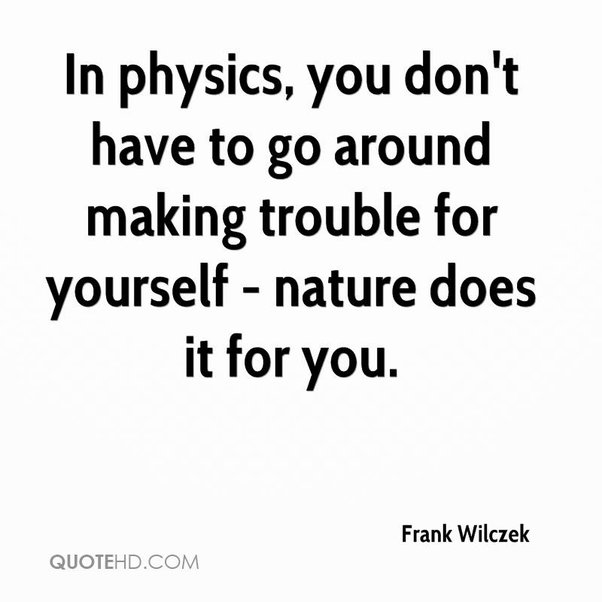 In physics, you don't
have to go around
making trouble for
yourself - nature does
it for you.
Frank Wilczek
QUOTEHD.COM